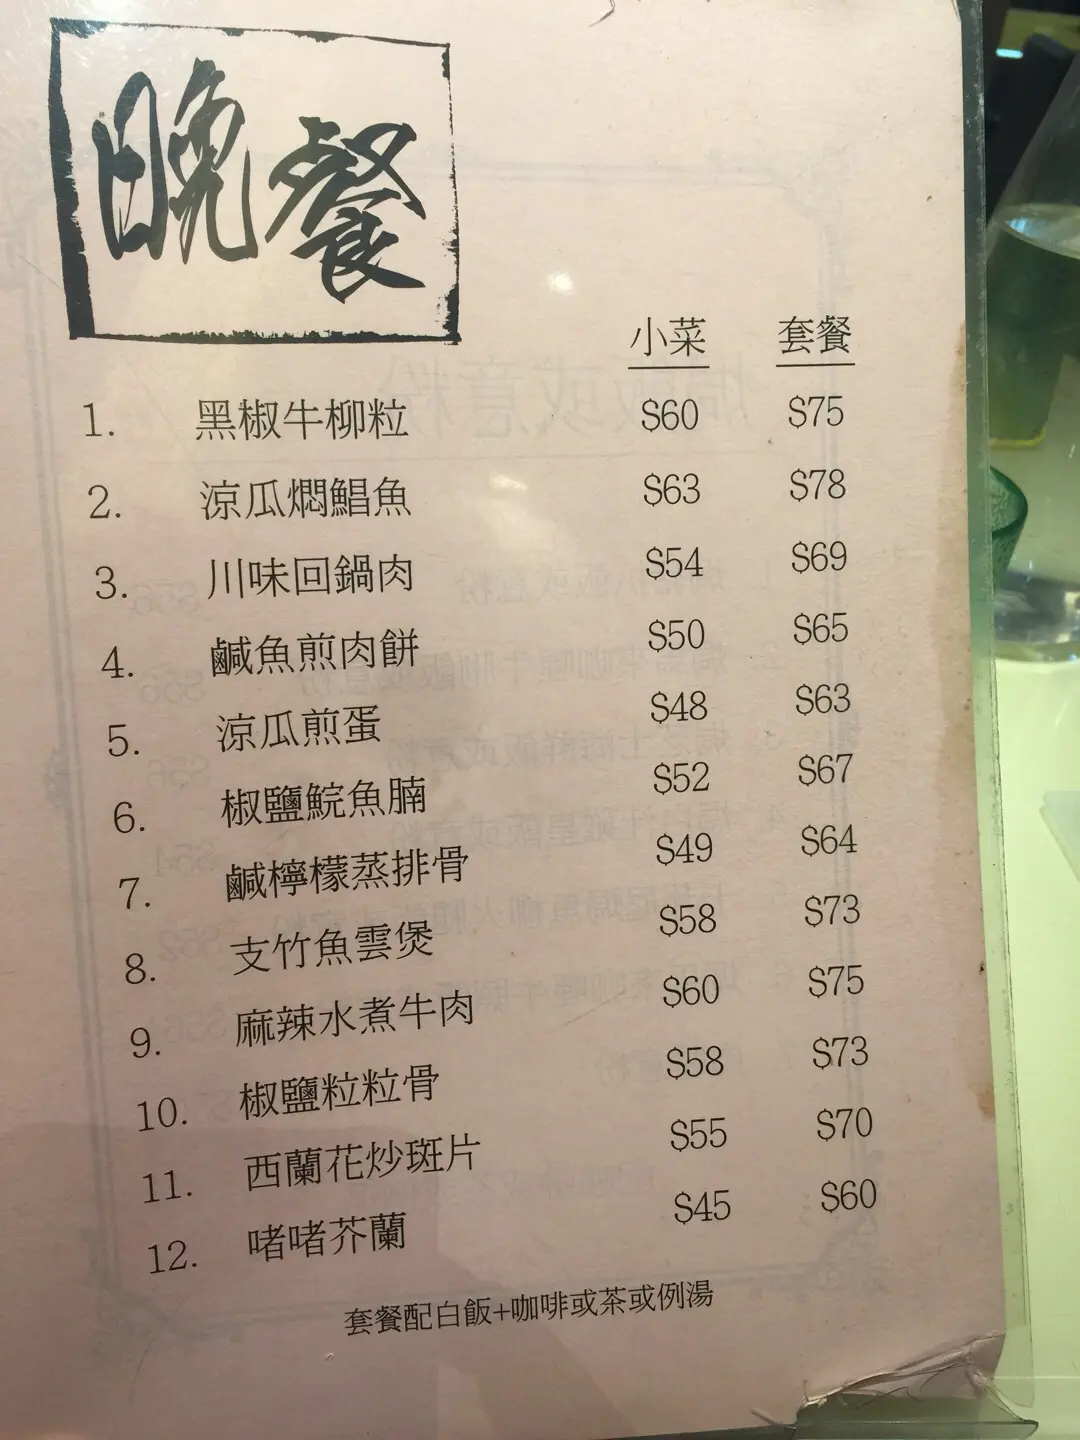 晚餐
小菜 套餐
1. 黑椒牛柳粒 $60 $75
2. 涼瓜燜鯧魚 $63 $78
3. 川味回鍋肉 $54 $69
4. 鹹魚煎肉餅 $50 $65
5. 涼瓜煎蛋 $48 $63
6. 椒鹽鯇魚腩 $52 $67
7. 鹹檸檬蒸排骨 $49 $64
8. 支竹魚雲煲 $58 $73
9. 麻辣水煮牛肉 $60 $75
10. 椒鹽粒粒骨 $58 $73
11. 西蘭花炒斑片 $55 $70
12. 啫啫芥蘭 $45 $60
套餐配白飯+咖啡或茶或例湯